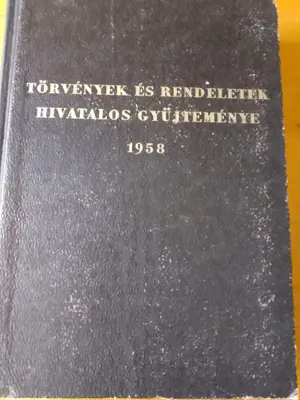 TÖRVÉNYEK ÉS RENDELETEK
HIVATALOS GYŰJTEMÉNYE
1958